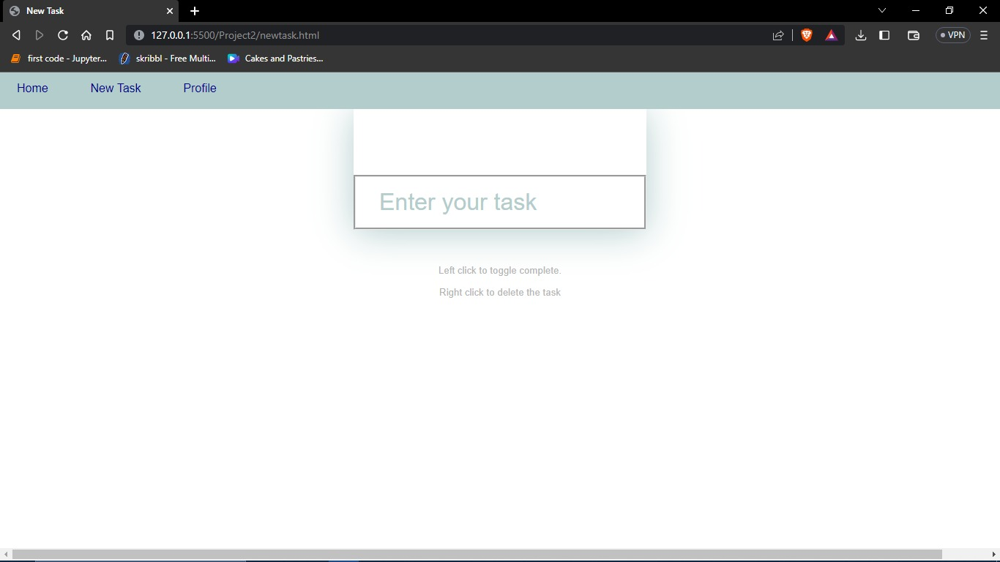 New Task
127.0.0.1:5500/Project2/newtask.html
VPN
first code - Jupyter... skribbl - Free Multi... Cakes and Pastries...
Home New Task Profile
Enter your task
Left click to toggle complete.
Right click to delete the task